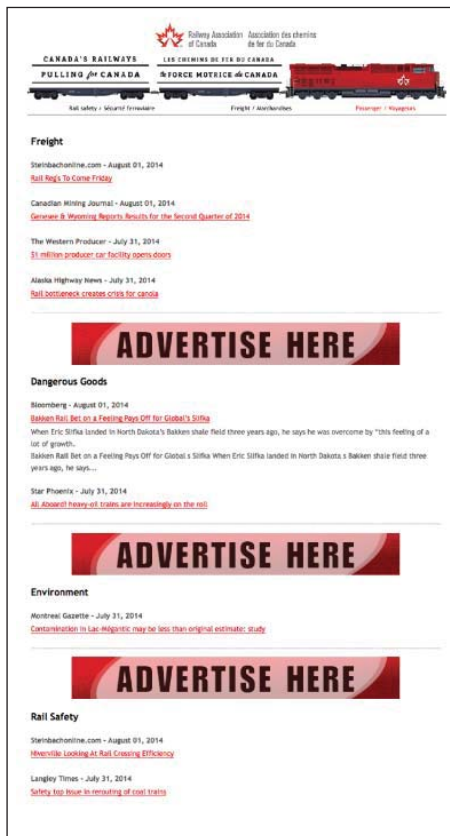 Railway Association Association des chemins
of Canada de fer du Canada
CANADA'S RAILWAYS LES CHEMINS DE FER DU CANADA
PULLING for CANADA la FORCE MOTRICE du CANADA
Rail safety / Sécurité ferroviaire Freight / Marchandises Passenger / Voyageurs
Freight
Steinbachonline.com - August 01, 2014
Rail Reg's To Come Friday
Canadian Mining Journal - August 01, 2014
Genesee & Wyoming Reports Results for the Second Quarter of 2014
The Western Producer - July 31, 2014
$1 million producer car facility opens doors
Alaska Highway News - July 31, 2014
Rail bottleneck creates crisis for canola
ADVERTISE HERE
Dangerous Goods
Bloomberg - August 01, 2014
Bakken Rail Bet on a Feeling Pays Off for Global's Slifka
When Eric Slifka landed in North Dakota's Bakken shale field three years ago, he says he was overcome by "this feeling of a
lot of growth.
Bakken Rail Bet on a Feeling Pays Off for Global s Slifka When Eric Slifka landed in North Dakota s Bakken shale field three
years ago, he says...
Star Phoenix - July 31, 2014
All Aboard! heavy-oil trains are increasingly on the roll
ADVERTISE HERE
Environment
Montreal Gazette - July 31, 2014
Contamination in Lac-Mégantic may be less than original estimate: study
ADVERTISE HERE
Rail Safety
Steinbachonline.com - August 01, 2014
Niverville Looking At Rail Crossing Efficiency
Langley Times - July 31, 2014
Safety top issue in rerouting of coal trains